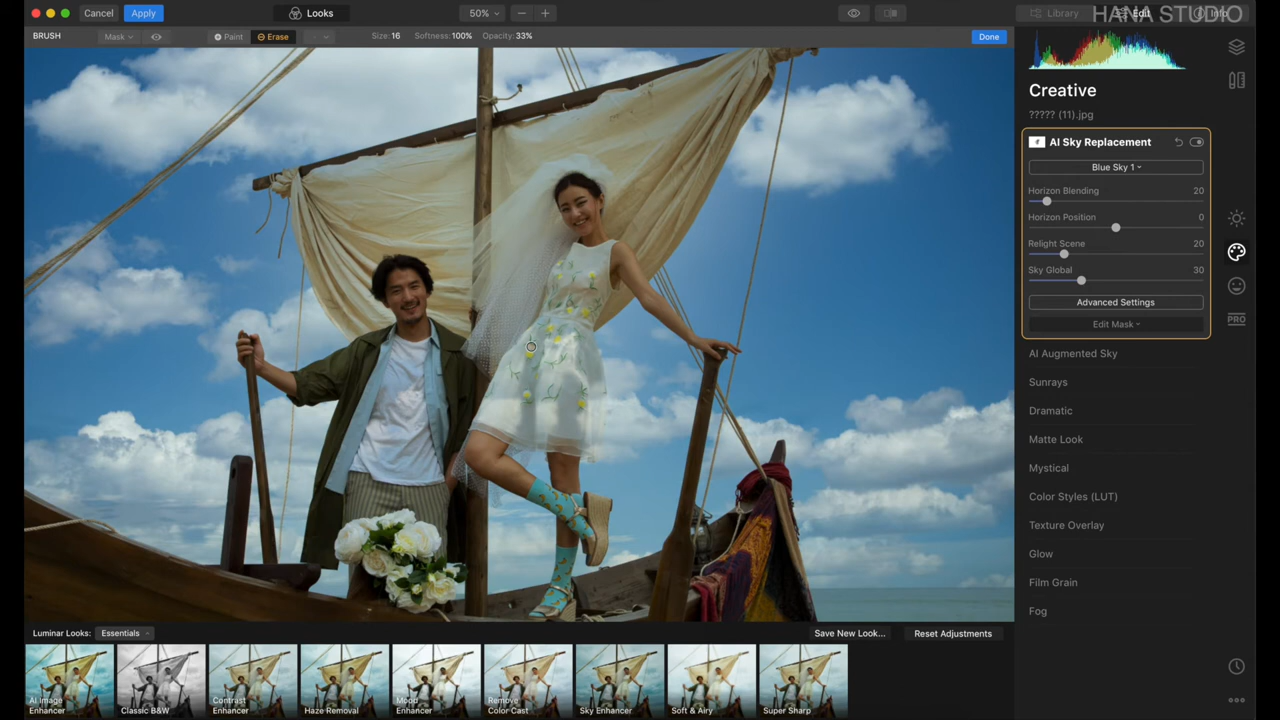 Cancel
Apply
Looks
50%
Library
Edit
Info
HANA STUDIO
BRUSH
Mask
Paint
Erase
Size: 16
Softness: 100%
Opacity: 33%
Done
Creative
????? (11).jpg
AI Sky Replacement
Blue Sky 1
Horizon Blending 20
Horizon Position 0
Relight Scene 20
Sky Global 30
Advanced Settings
Edit Mask
AI Augmented Sky
Sunrays
Dramatic
Matte Look
Mystical
Color Styles (LUT)
Texture Overlay
Glow
Film Grain
Fog
PRO
Luminar Looks: Essentials
Save New Look...
Reset Adjustments
AI Image
Enhancer
Classic B&W
Contrast
Enhancer
Haze Removal
Mood
Enhancer
Remove
Color Cast
Sky Enhancer
Soft & Airy
Super Sharp